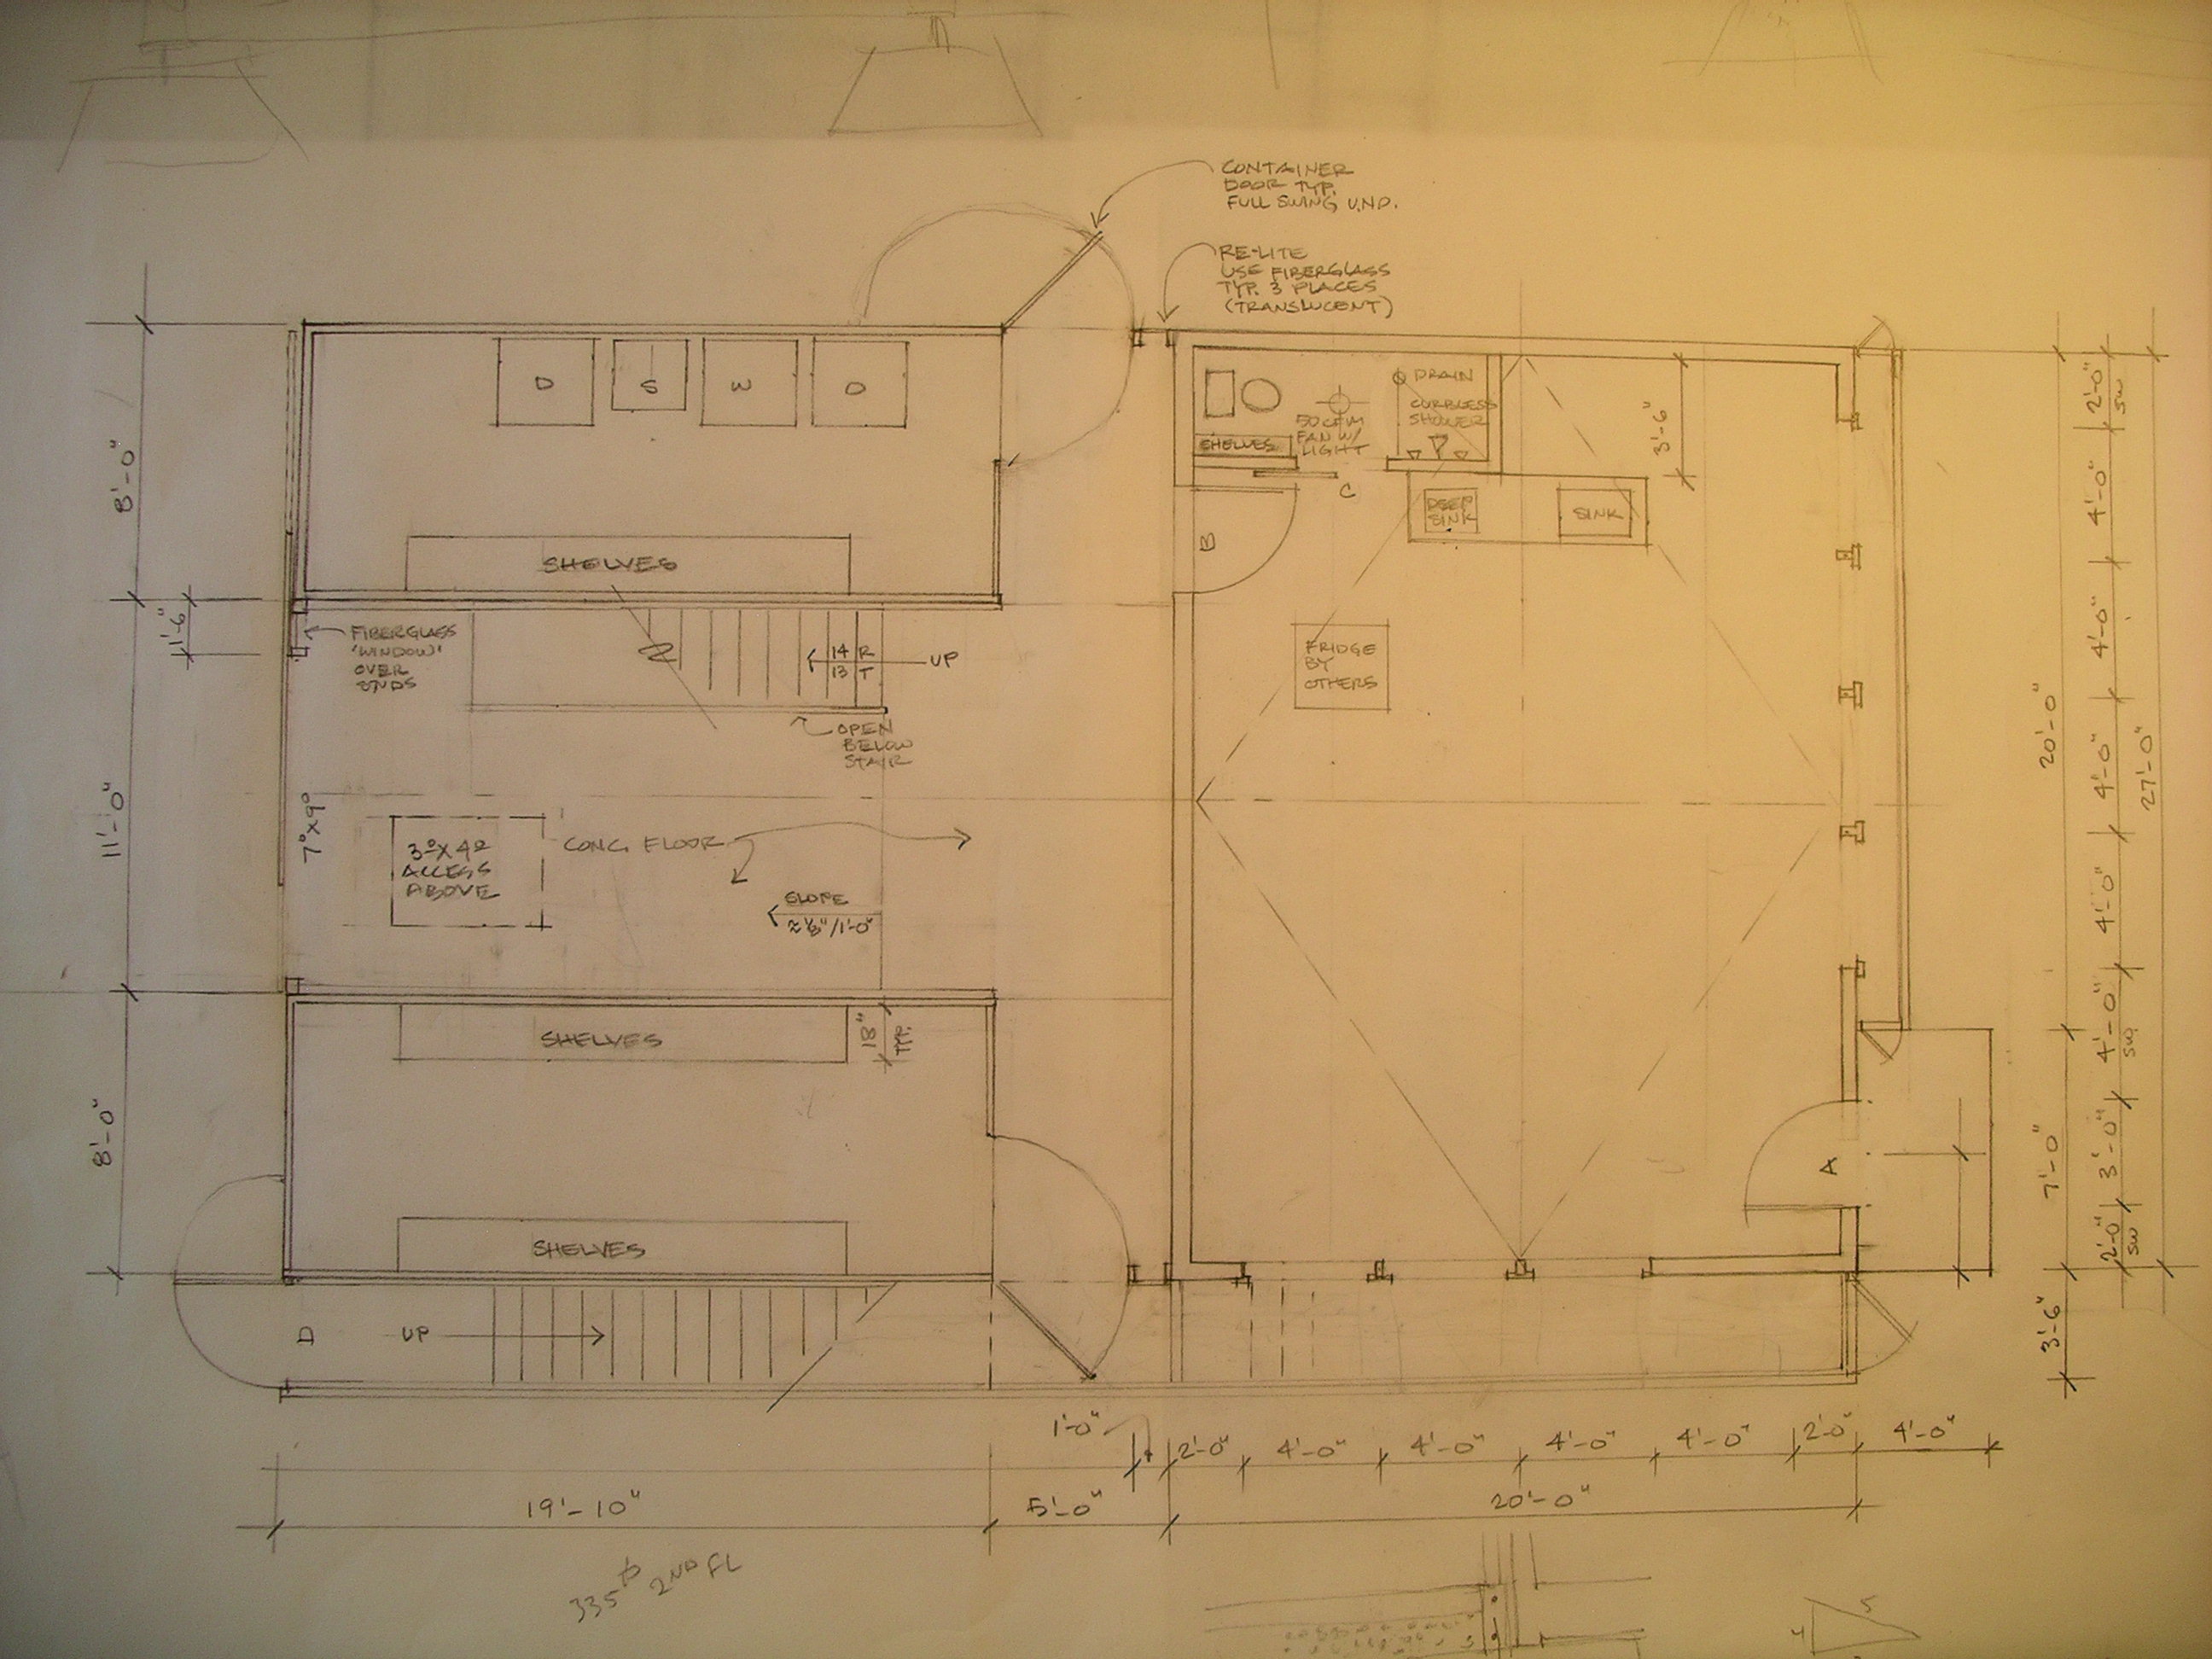 CONTAINER
DOOR TYP.
FULL SWING U.N.O.
RE-LITE
USE FIBERGLASS
TYP. 3 PLACES
(TRANSLUCENT)
D
S
W
D
SHELVES
8'-0"
1'-6"
11'-0"
8'-0"
FIBERGLASS
'WINDOW'
OVER
ENDS
14 R
13 T
UP
OPEN
BELOW
STAIR
7⁰x9⁰
3⁰x4⁰
ACCESS
ABOVE
CONC. FLOOR
SLOPE
≈ ⅛"/1'-0"
SHELVES
18"
TYP.
SHELVES
D
UP
DRAIN
CURBLESS
SHOWER
50 CFM
FAN W/
LIGHT
SHELVES
C
B
DEEP
SINK
SINK
3'-6"
FRIDGE
BY
OTHERS
A
2'-0"
SW
4'-0"
4'-0"
4'-0"
4'-0"
4'-0"
SW
3'-0"
2'-0"
SW
20'-0"
27'-0"
7'-0"
3'-6"
1'-0"
2'-0"
4'-0"
4'-0"
4'-0"
4'-0"
2'-0"
4'-0"
19'-10"
5'-0"
20'-0"
335 2ND FL
5
4